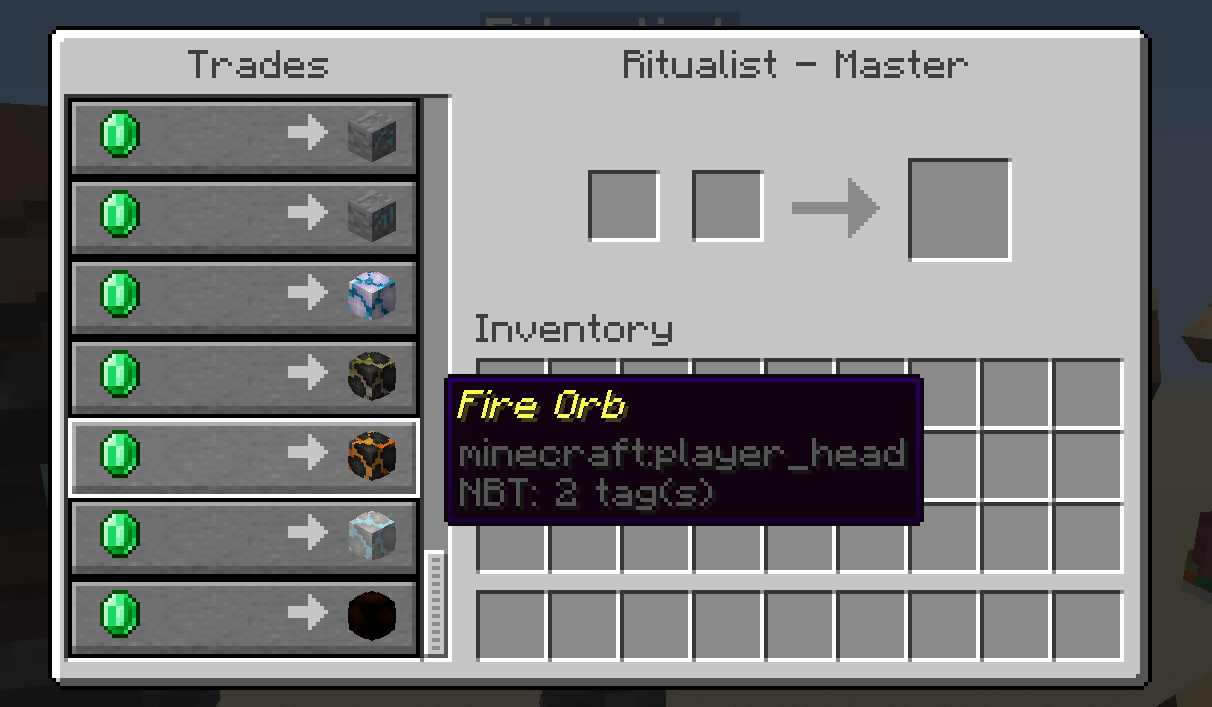 Trades
Ritualist - Master
Inventory
Fire Orb
minecraft:player_head
NBT: 2 tag(s)